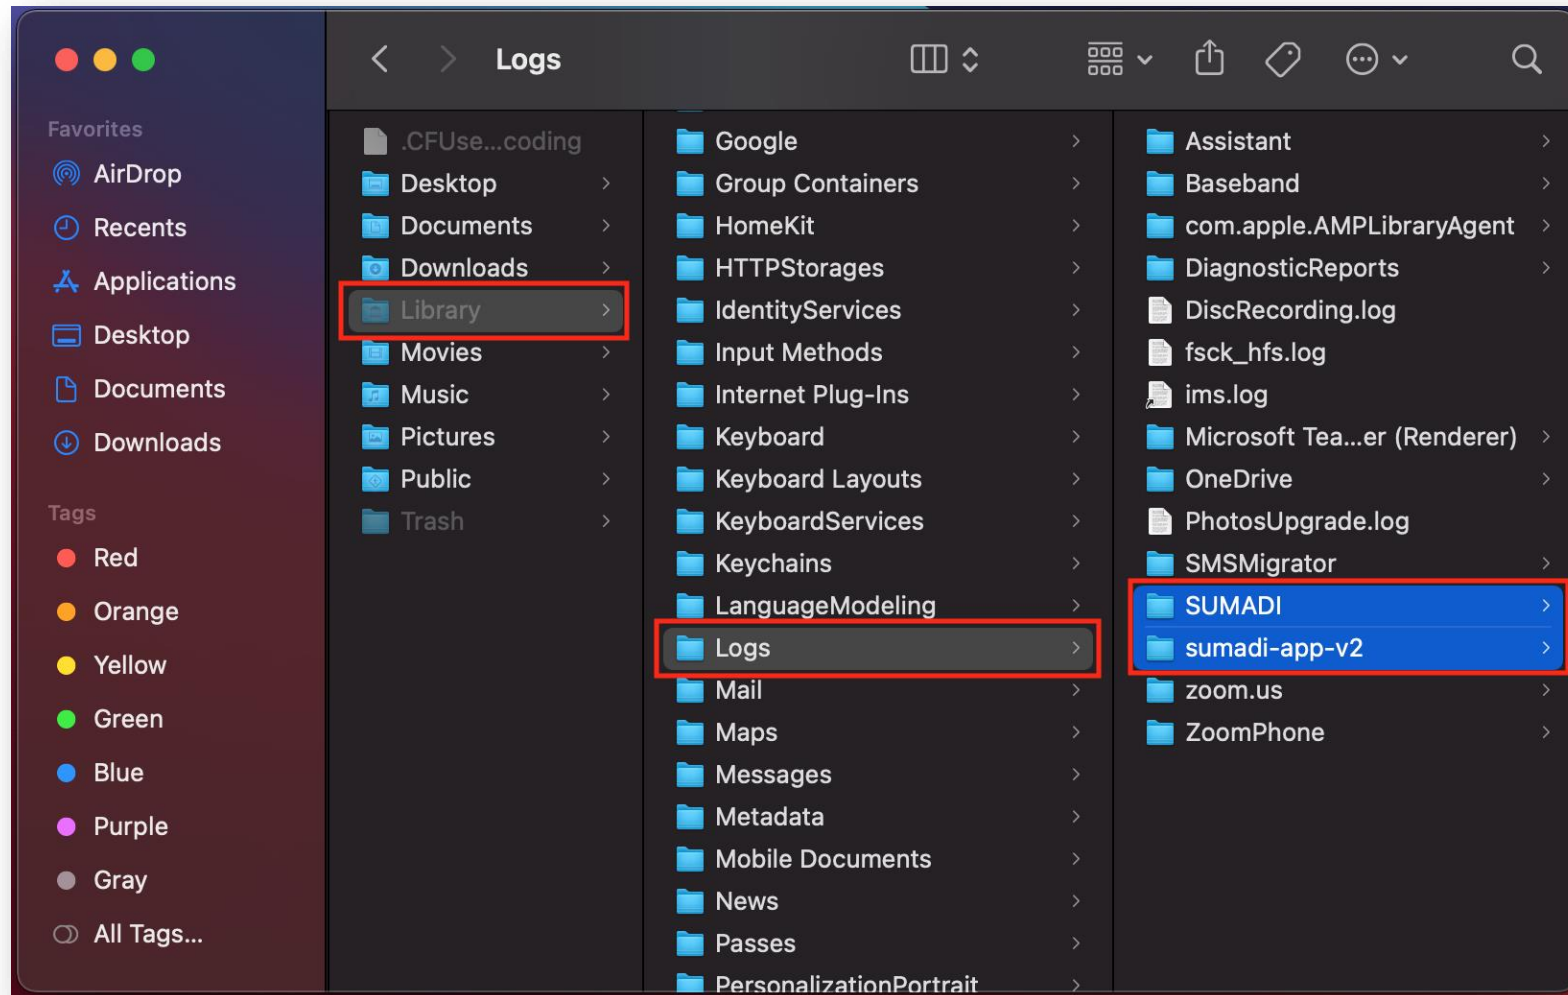 Logs
Favorites
AirDrop
Recents
Applications
Desktop
Documents
Downloads
Tags
Red
Orange
Yellow
Green
Blue
Purple
Gray
All Tags...
.CFUse...coding
Desktop
Documents
Downloads
Library
Movies
Music
Pictures
Public
Trash
Google
Group Containers
HomeKit
HTTPStorages
IdentityServices
Input Methods
Internet Plug-Ins
Keyboard
Keyboard Layouts
KeyboardServices
Keychains
LanguageModeling
Logs
Mail
Maps
Messages
Metadata
Mobile Documents
News
Passes
PersonalizationPortrait
Assistant
Baseband
com.apple.AMPLibraryAgent
DiagnosticReports
DiscRecording.log
fsck_hfs.log
ims.log
Microsoft Tea...er (Renderer)
OneDrive
PhotosUpgrade.log
SMSMigrator
SUMADI
sumadi-app-v2
zoom.us
ZoomPhone